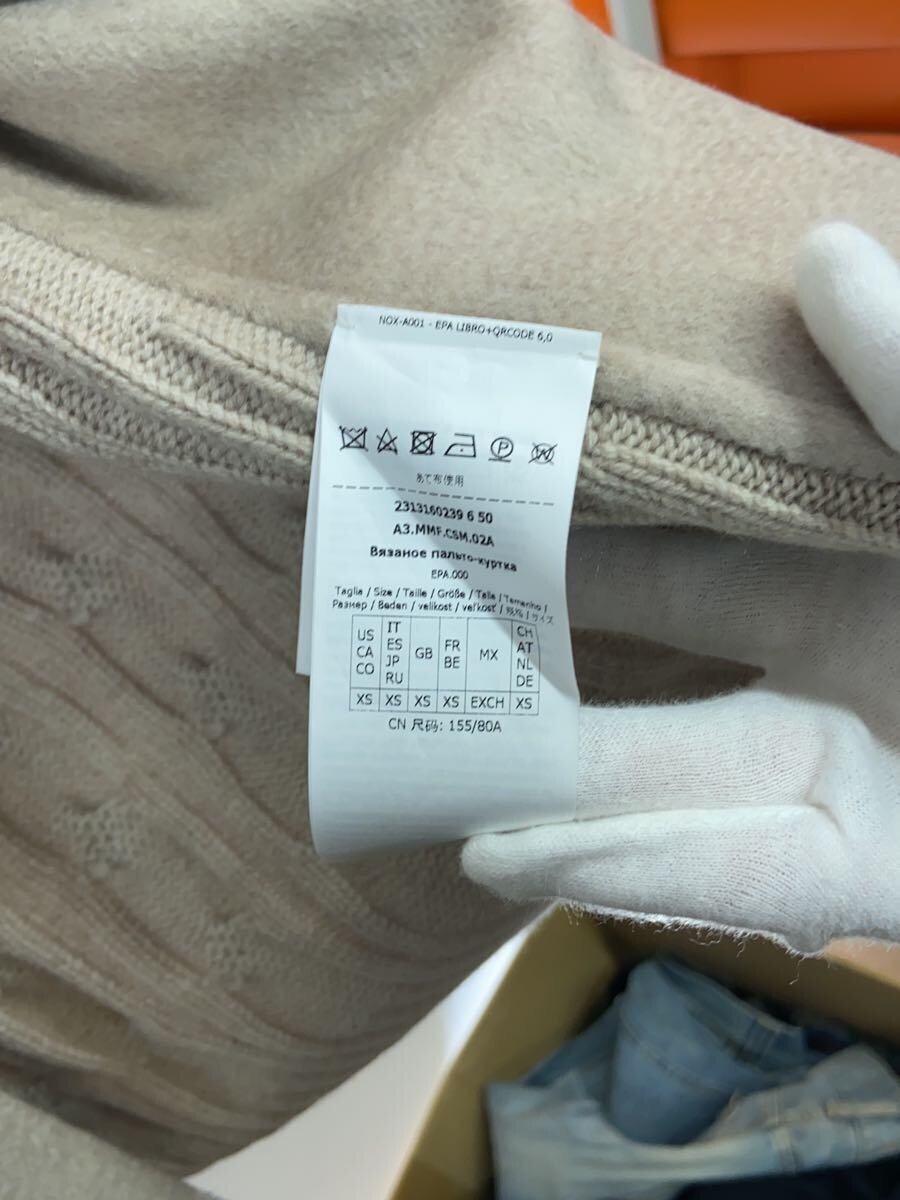 NOX-A001 - EPA LIBRO+QRCODE 6,0
P W
あて布使用
2313160239 6 50
A3.MMF.CSM.02A
Вязаное пальто-куртка
EPA.000
Taglia / Size / Taille / Größe / Talla / Tamanho /
Размер / Beden / velikost / veľkosť / 号码 / サイズ
US CA CO IT ES JP RU GB FR BE MX CH AT NL DE
XS XS XS XS EXCH XS
CN 尺码: 155/80A